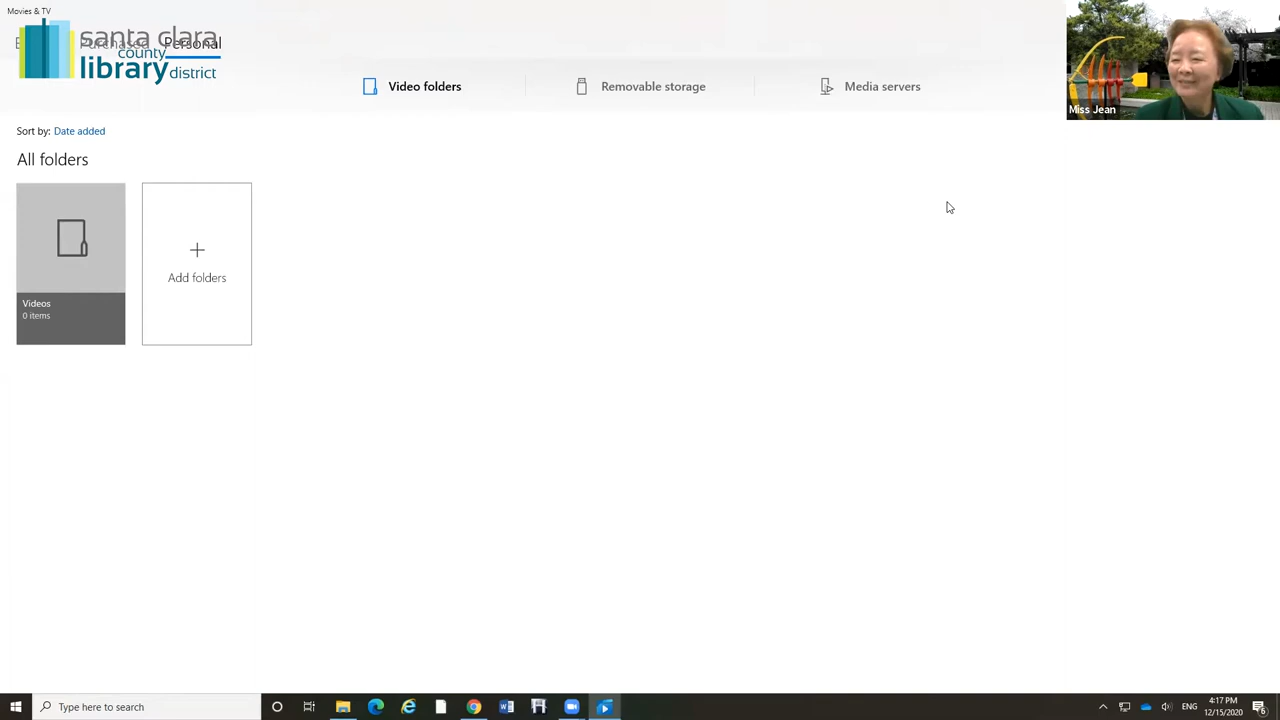 Movies & TV
santa clara
county
library district
Purchased
Personal
Video folders
Removable storage
Media servers
Miss Jean
Sort by: Date added
All folders
Videos
0 items
Add folders
Type here to search
ENG
4:17 PM
12/15/2020
6